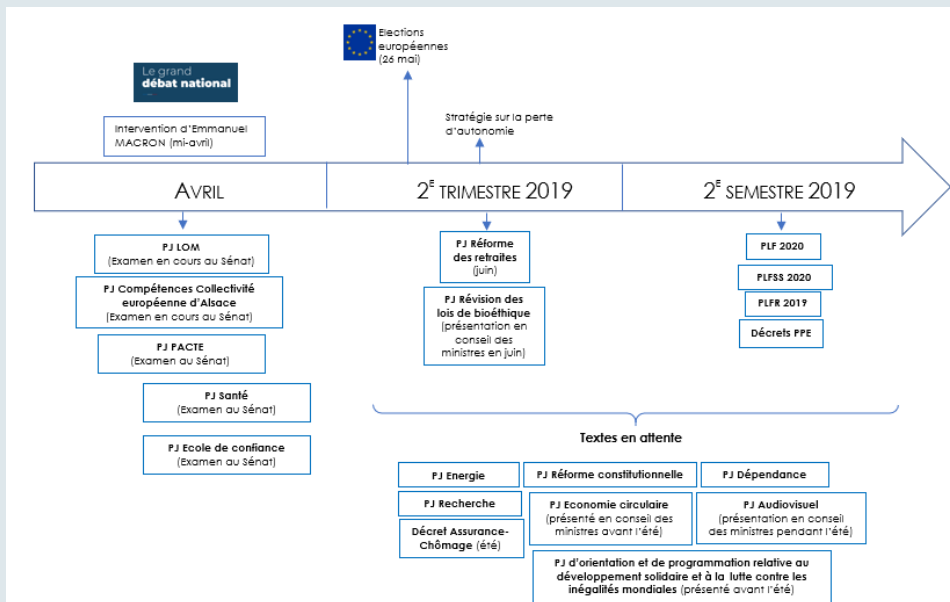 Elections
européennes
(26 mai)
Le grand
débat national
Intervention d'Emmanuel
MACRON (mi-avril)
Stratégie sur la perte
d'autonomie
AVRIL
2E TRIMESTRE 2019
2E SEMESTRE 2019
PJ LOM
(Examen en cours au Sénat)
PJ Compétences Collectivité
européenne d'Alsace
(Examen en cours au Sénat)
PJ PACTE
(Examen au Sénat)
PJ Santé
(Examen au Sénat)
PJ Ecole de confiance
(Examen au Sénat)
PJ Réforme
des retraites
(juin)
PJ Révision des
lois de bioéthique
(présentation en
conseil des
ministres en juin)
PLF 2020
PLFSS 2020
PLFR 2019
Décrets PPE
Textes en attente
PJ Energie
PJ Réforme constitutionnelle
PJ Dépendance
PJ Recherche
PJ Economie circulaire
(présenté en conseil des
ministres avant l'été)
PJ Audiovisuel
(présentation en conseil
des ministres pendant l'été)
Décret Assurance-
Chômage (été)
PJ d'orientation et de programmation relative au
développement solidaire et à la lutte contre les
inégalités mondiales (présenté avant l'été)